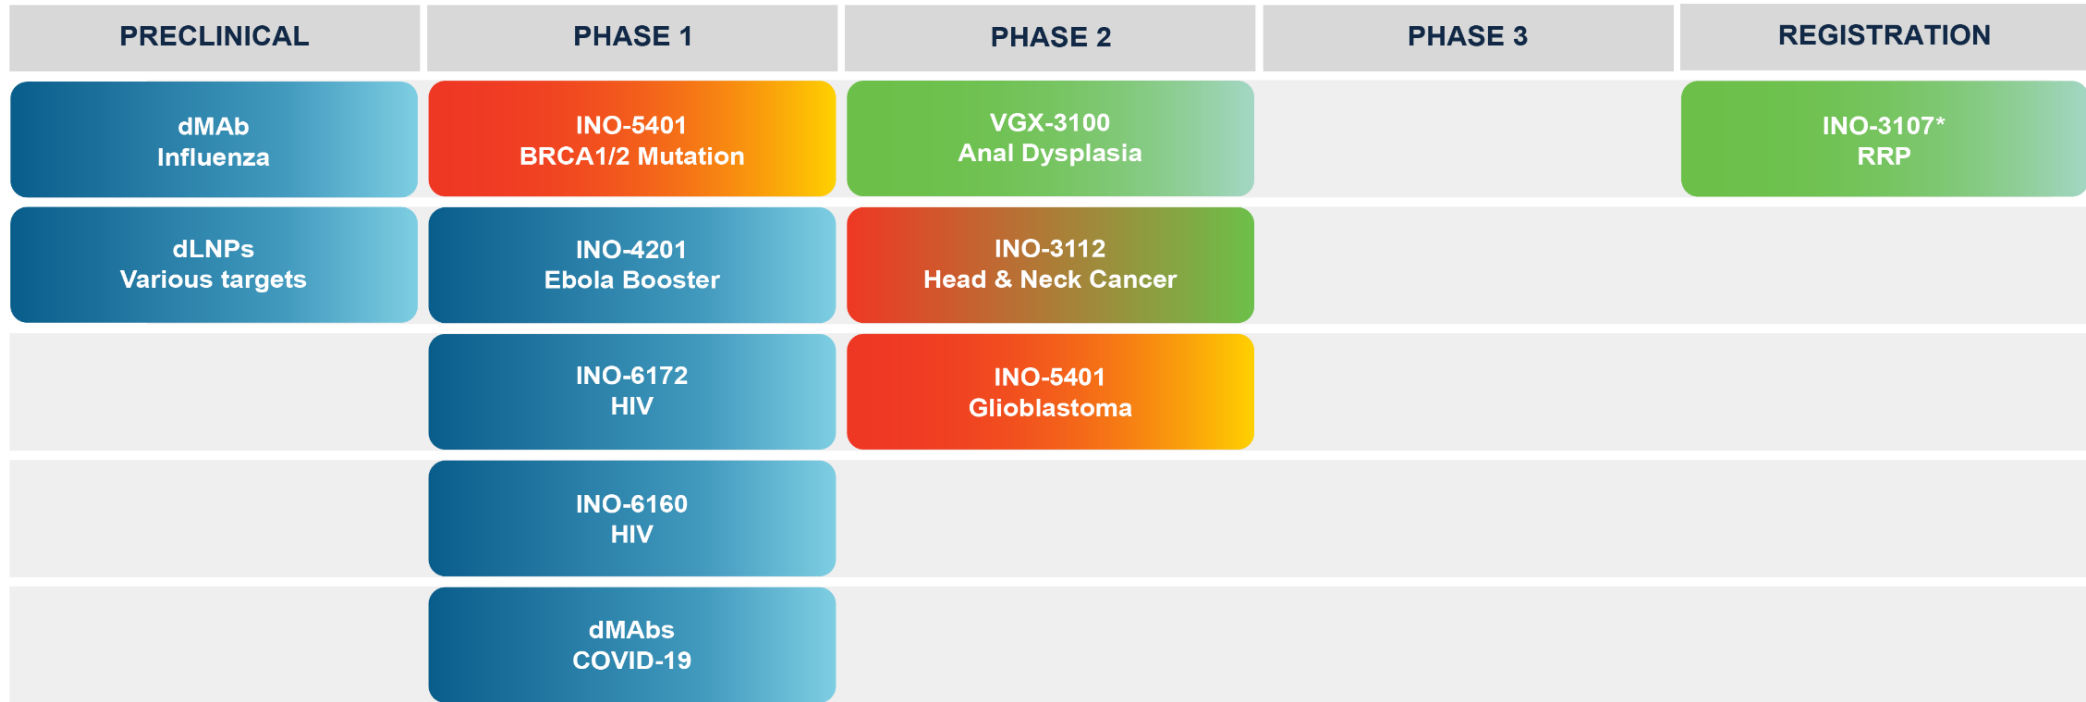 PRECLINICAL
PHASE 1
PHASE 2
PHASE 3
REGISTRATION
dMAb
Influenza
INO-5401
BRCA1/2 Mutation
VGX-3100
Anal Dysplasia
INO-3107*
RRP
dLNPs
Various targets
INO-4201
Ebola Booster
INO-3112
Head & Neck Cancer
INO-6172
HIV
INO-5401
Glioblastoma
INO-6160
HIV
dMAbs
COVID-19